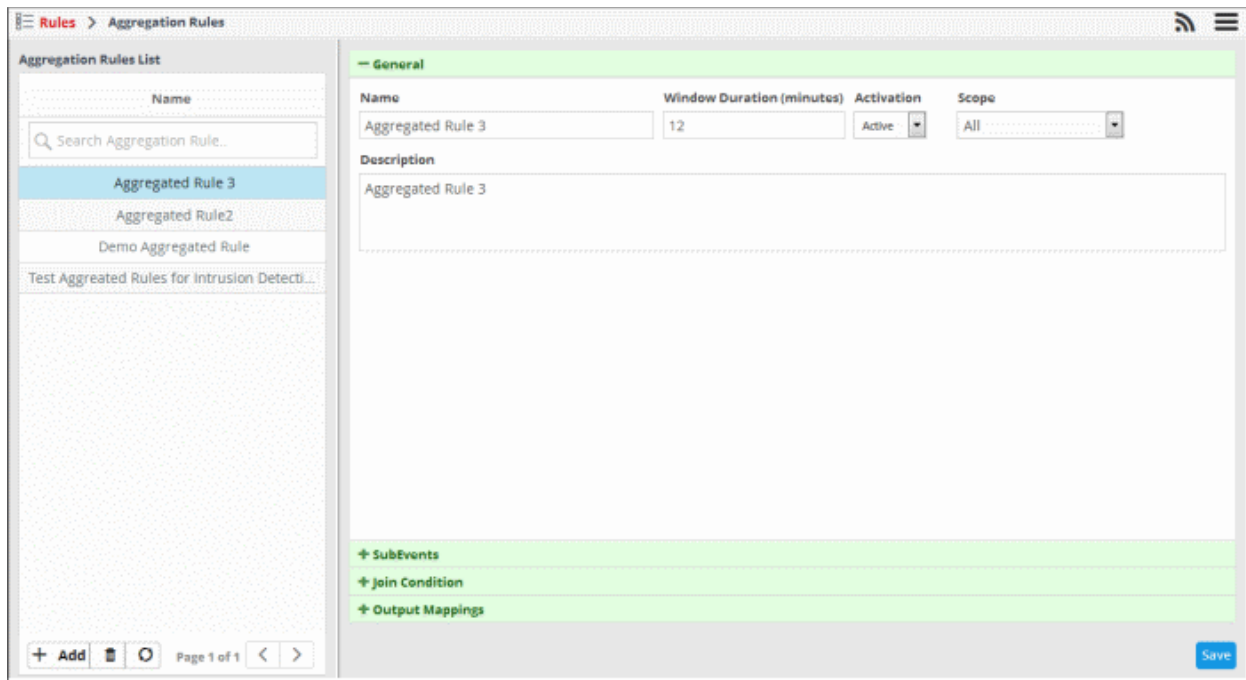 Rules > Aggregation Rules
Aggregation Rules List
Name
Search Aggregation Rule...
Aggregated Rule 3
Aggregated Rule2
Demo Aggregated Rule
Test Aggreated Rules for Intrusion Detecti...
+ Add
Page 1 of 1 < >
− General
Name Window Duration (minutes) Activation Scope
Aggregated Rule 3 12 Active All
Description
Aggregated Rule 3
+ SubEvents
+ Join Condition
+ Output Mappings
Save